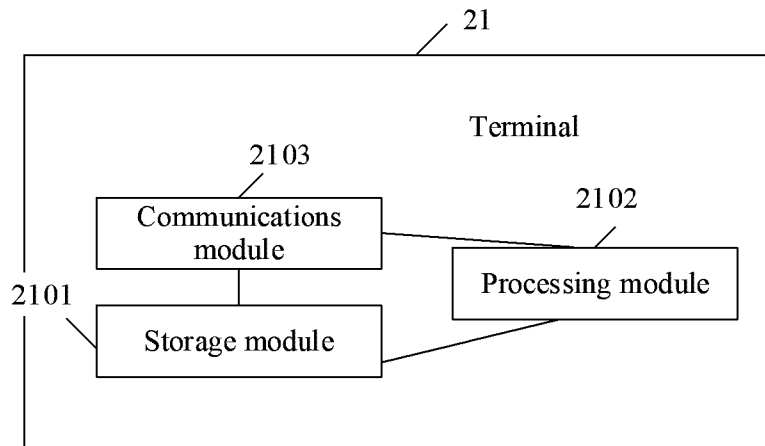 21
Terminal
2103
Communications
module
2102
Processing module
2101
Storage module